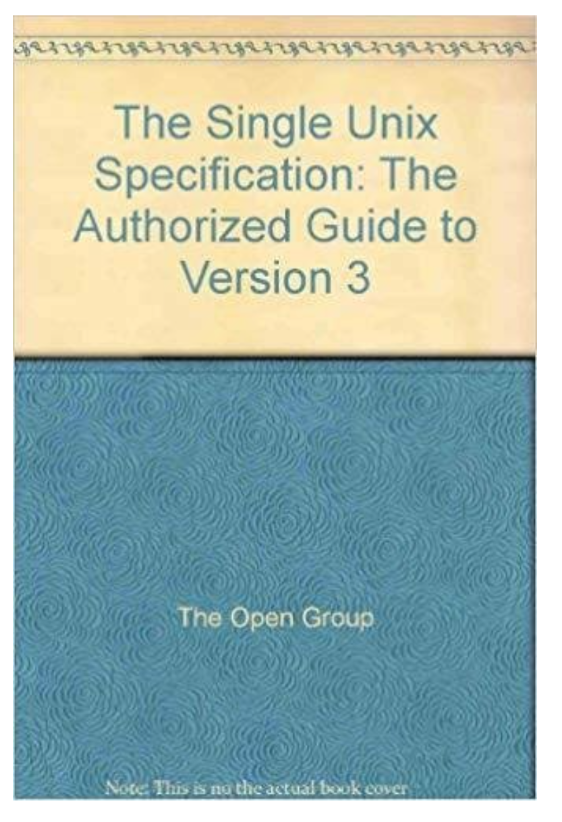 The Single Unix
Specification: The
Authorized Guide to
Version 3
The Open Group
Note: This is no the actual book cover